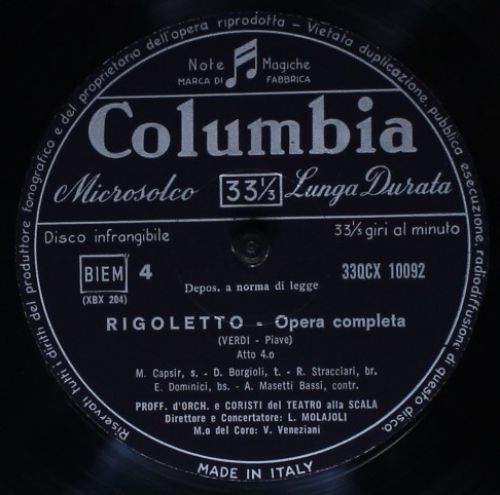 Riservati tutti i diritti del produttore fonografico e del proprietario dell'opera riprodotta - Vietata duplicazione, pubblica esecuzione, radiodiffusione di questo disco.
Note Magiche
MARCA DI FABBRICA
Columbia
Microsolco 33⅓ Lunga Durata
Disco infrangibile 33⅓ giri al minuto
BIEM 4 33QCX 10092
(XBX 204) Depos. a norma di legge
RIGOLETTO - Opera completa
(VERDI - Piave)
Atto 4.o
M. Capsir, s. - D. Borgioli, t. - R. Stracciari, br.
E. Dominici, bs. - A. Masetti Bassi, contr.
PROFF. d'ORCH. e CORISTI del TEATRO alla SCALA
Direttore e Concertatore: L. MOLAJOLI
M.o del Coro: V. Veneziani
MADE IN ITALY